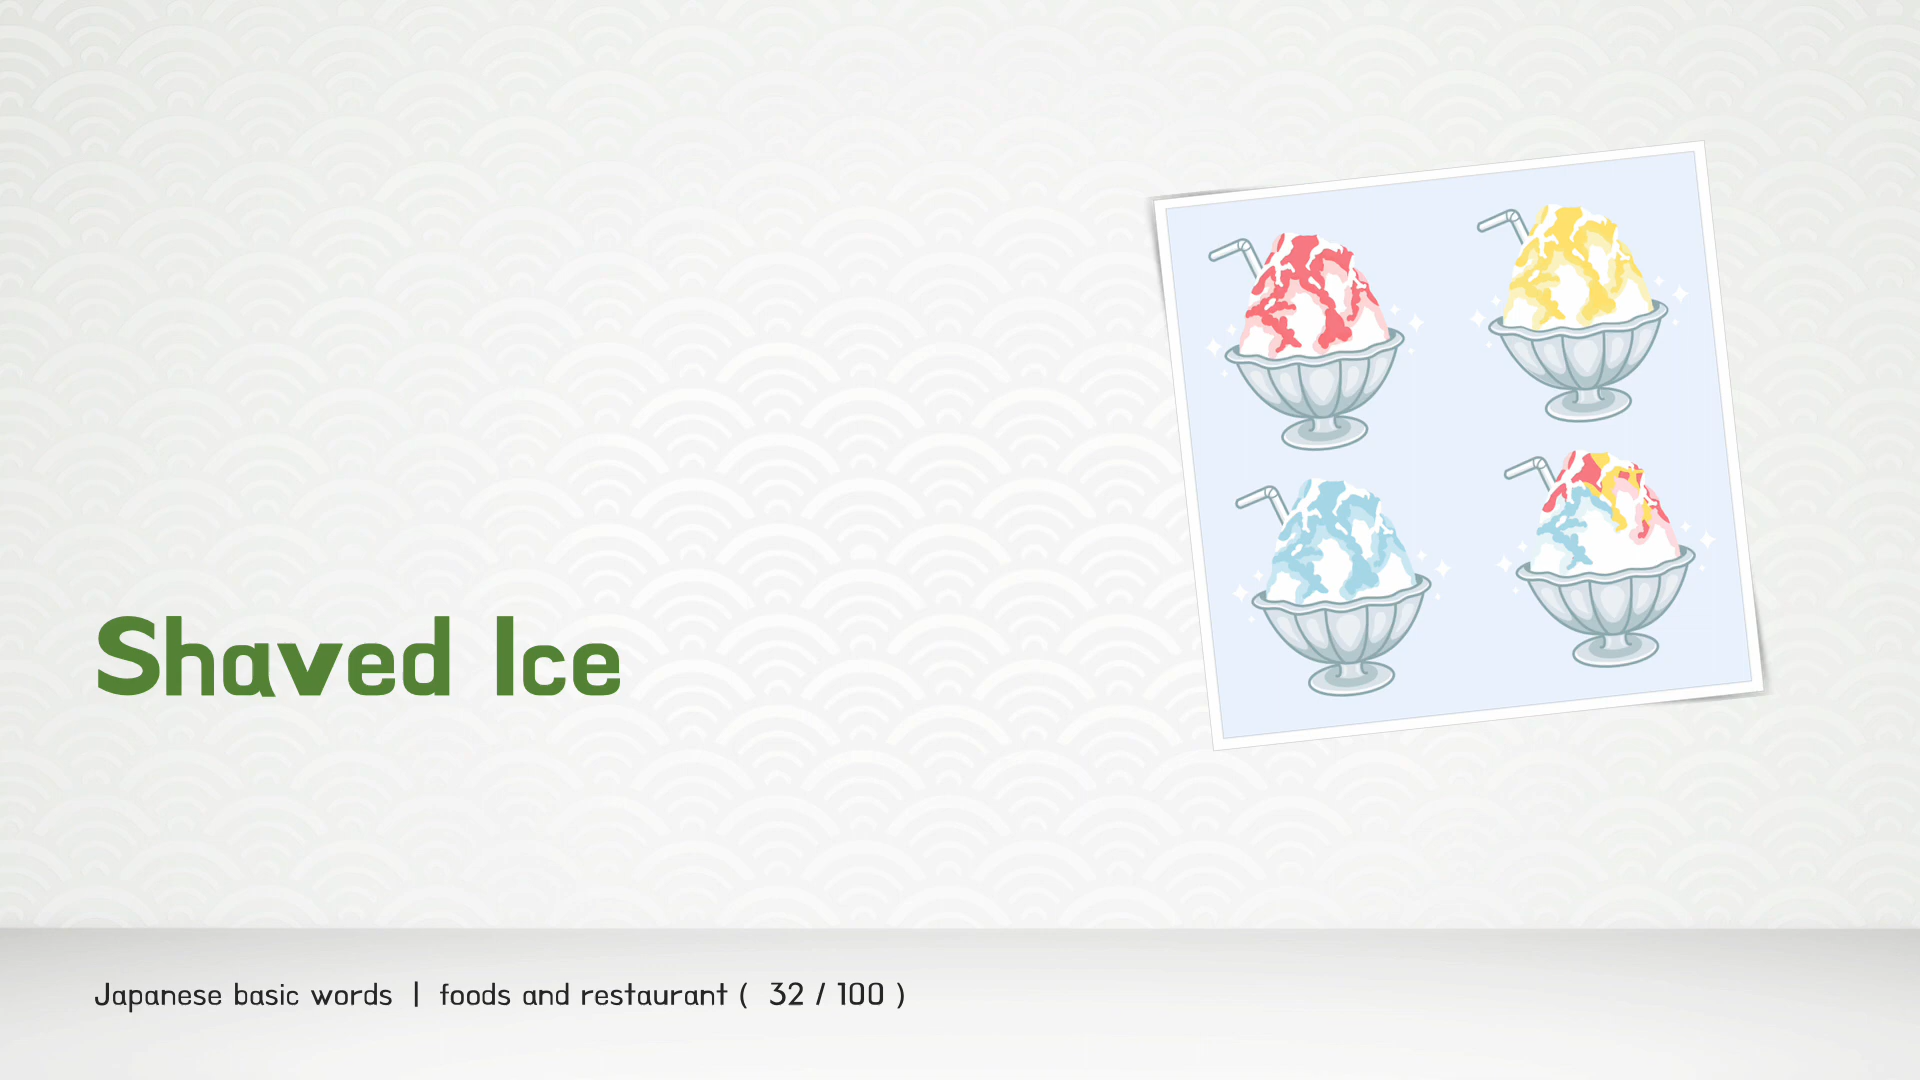 Shaved Ice
Japanese basic words | foods and restaurant ( 32 / 100 )